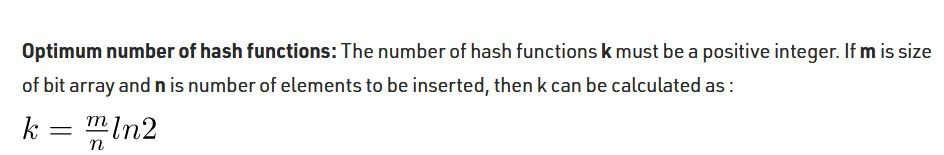 Optimum number of hash functions: The number of hash functions k must be a positive integer. If m is size
of bit array and n is number of elements to be inserted, then k can be calculated as :
k = m/n ln2